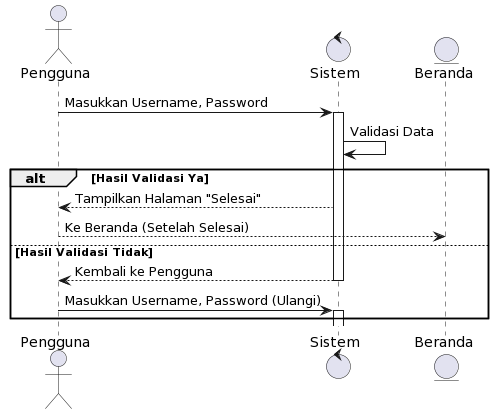 Pengguna
Sistem
Beranda
Masukkan Username, Password
Validasi Data
alt
[Hasil Validasi Ya]
Tampilkan Halaman "Selesai"
Ke Beranda (Setelah Selesai)
[Hasil Validasi Tidak]
Kembali ke Pengguna
Masukkan Username, Password (Ulangi)
Pengguna
Sistem
Beranda